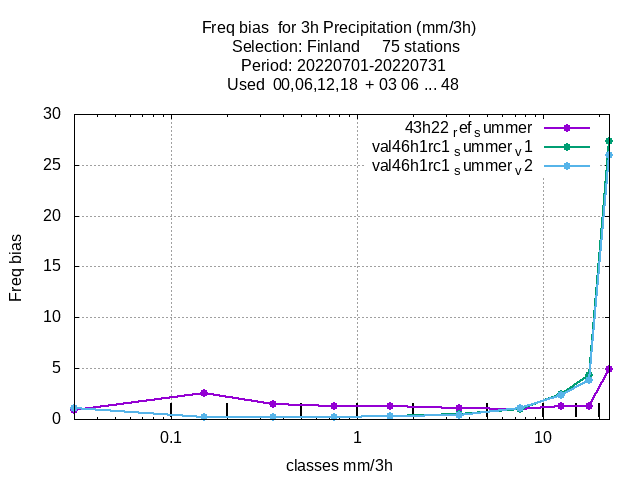 Freq bias  for 3h Precipitation (mm/3h)
Selection: Finland     75 stations
Period: 20220701-20220731
Used  00,06,12,18  + 03 06 ... 48
43h22 ref summer
val46h1rc1 summer v1
val46h1rc1 summer v2
30
25
20
15
10
5
0
Freq bias
0.1 1 10
classes mm/3h